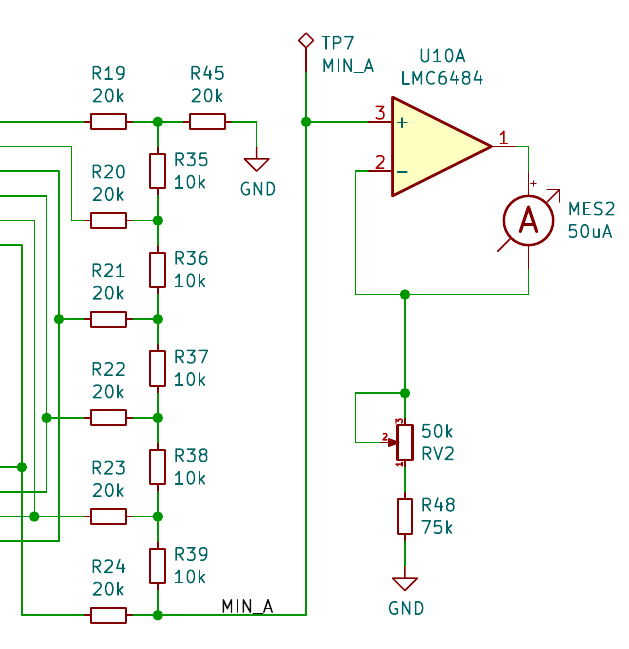 TP7
MIN_A
U10A
LMC6484
R19
20k
R45
20k
3
+
1
2
−
R35
10k
GND
R20
20k
+
A
MES2
50uA
R36
10k
R21
20k
R37
10k
R22
20k
3
2
1
50k
RV2
R38
10k
R23
20k
R48
75k
R39
10k
R24
20k
MIN_A
GND